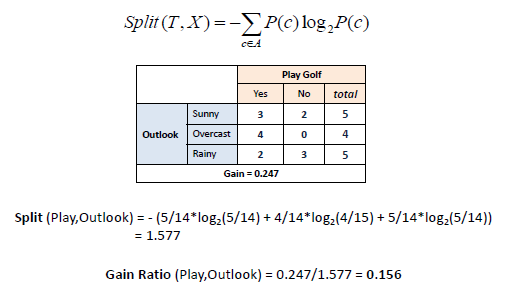 Split (T, X) = −∑ P(c) log₂ P(c)
c∈A
Play Golf
Yes No total
Sunny 3 2 5
Outlook Overcast 4 0 4
Rainy 2 3 5
Gain = 0.247
Split (Play,Outlook) = - (5/14*log₂(5/14) + 4/14*log₂(4/15) + 5/14*log₂(5/14))
= 1.577
Gain Ratio (Play,Outlook) = 0.247/1.577 = 0.156